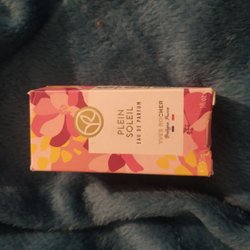 PLEIN
SOLEIL
EAU DE PARFUM
YVES ROCHER